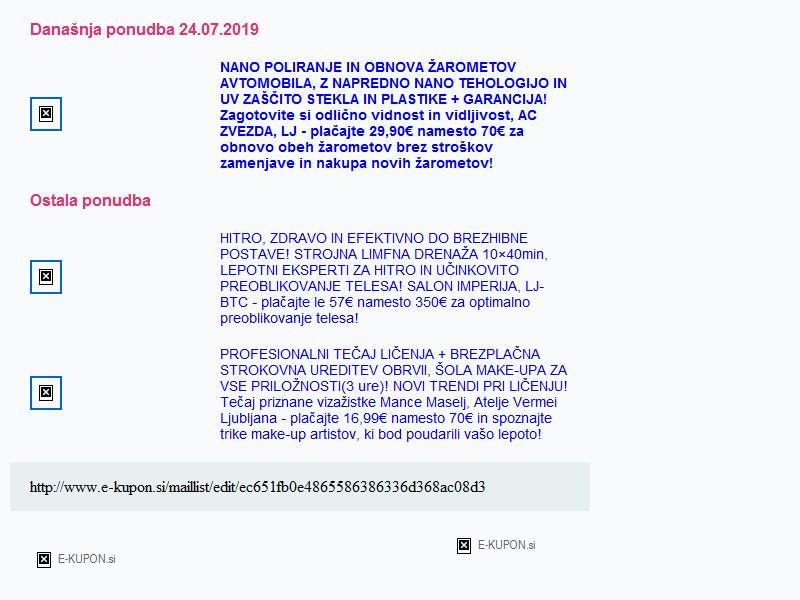 Današnja ponudba 24.07.2019
NANO POLIRANJE IN OBNOVA ŽAROMETOV
AVTOMOBILA, Z NAPREDNO NANO TEHOLOGIJO IN
UV ZAŠČITO STEKLA IN PLASTIKE + GARANCIJA!
Zagotovite si odlično vidnost in vidljivost, AC
ZVEZDA, LJ - plačajte 29,90€ namesto 70€ za
obnovo obeh žarometov brez stroškov
zamenjave in nakupa novih žarometov!
Ostala ponudba
HITRO, ZDRAVO IN EFEKTIVNO DO BREZHIBNE
POSTAVE! STROJNA LIMFNA DRENAŽA 10×40min,
LEPOTNI EKSPERTI ZA HITRO IN UČINKOVITO
PREOBLIKOVANJE TELESA! SALON IMPERIJA, LJ-
BTC - plačajte le 57€ namesto 350€ za optimalno
preoblikovanje telesa!
PROFESIONALNI TEČAJ LIČENJA + BREZPLAČNA
STROKOVNA UREDITEV OBRVII, ŠOLA MAKE-UPA ZA
VSE PRILOŽNOSTI(3 ure)! NOVI TRENDI PRI LIČENJU!
Tečaj priznane vizažistke Mance Maselj, Atelje Vermei
Ljubljana - plačajte 16,99€ namesto 70€ in spoznajte
trike make-up artistov, ki bod poudarili vašo lepoto!
http://www.e-kupon.si/maillist/edit/ec651fb0e4865586386336d368ac08d3
E-KUPON.si
E-KUPON.si